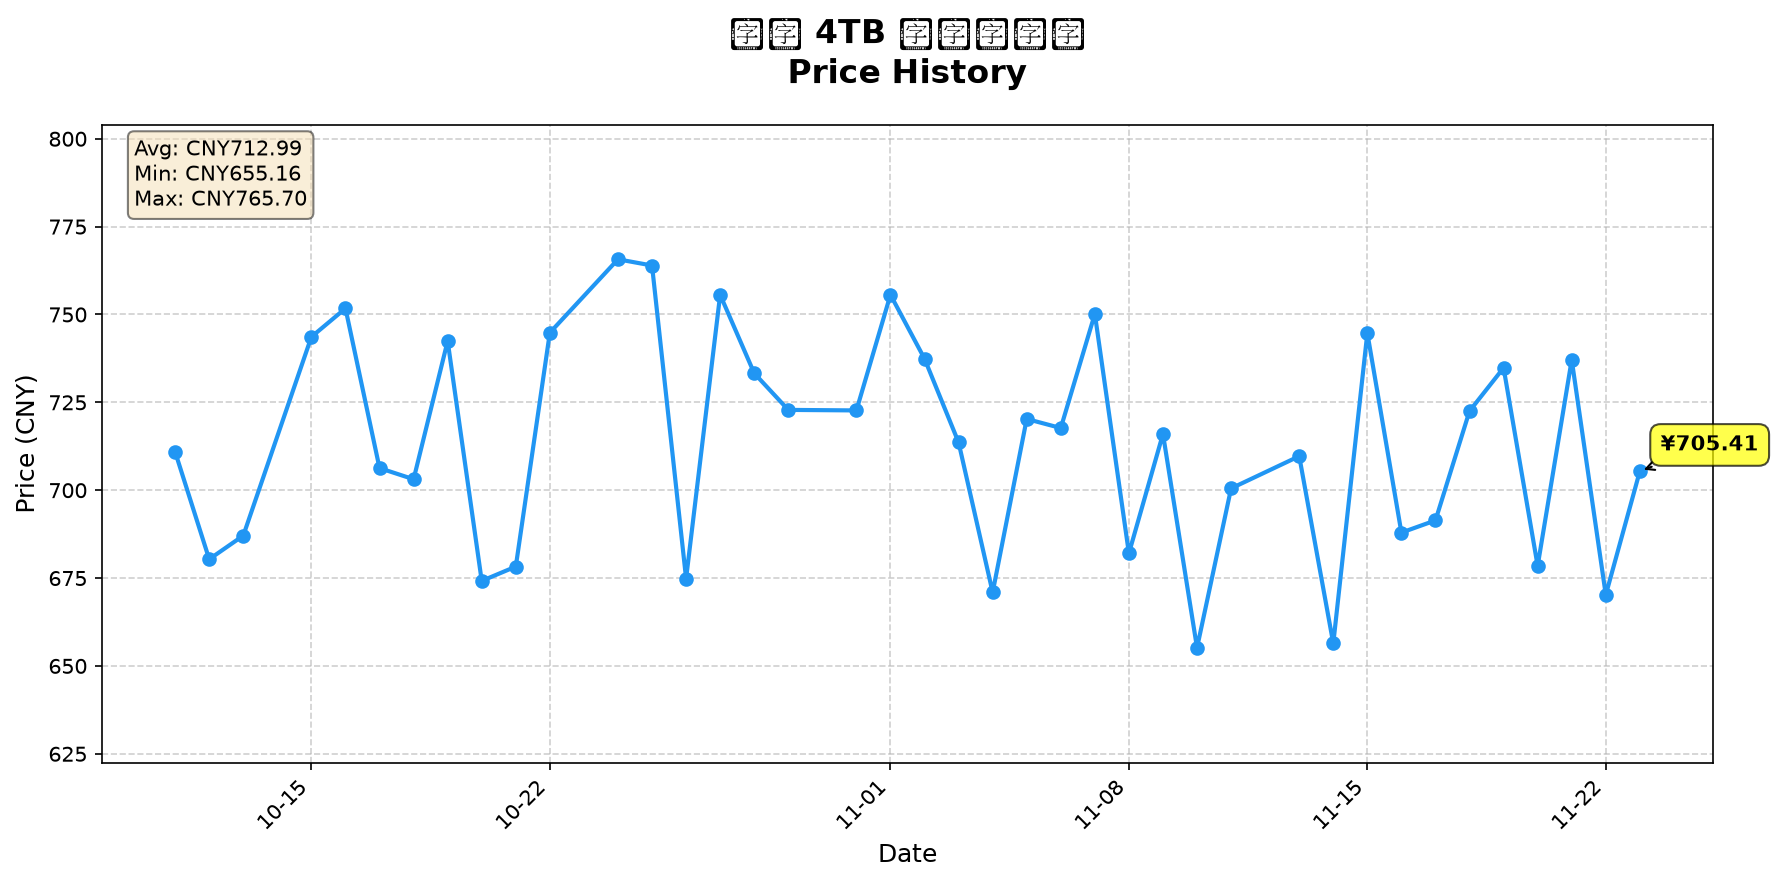 4TB
Price History
Avg: CNY712.99
Min: CNY655.16
Max: CNY765.70
800
775
750
725
700
675
650
625
Price (CNY)
¥705.41
10-15
10-22
11-01
11-08
11-15
11-22
Date